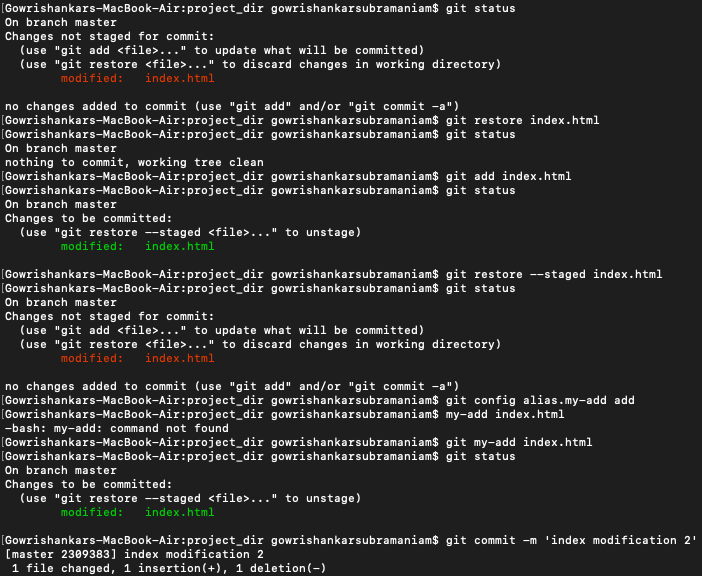 [Gowrishankars-MacBook-Air:project_dir gowrishankarsubramaniam$ git status
On branch master
Changes not staged for commit:
  (use "git add <file>..." to update what will be committed)
  (use "git restore <file>..." to discard changes in working directory)
        modified:   index.html

no changes added to commit (use "git add" and/or "git commit -a")
[Gowrishankars-MacBook-Air:project_dir gowrishankarsubramaniam$ git restore index.html
[Gowrishankars-MacBook-Air:project_dir gowrishankarsubramaniam$ git status
On branch master
nothing to commit, working tree clean
[Gowrishankars-MacBook-Air:project_dir gowrishankarsubramaniam$ git add index.html
[Gowrishankars-MacBook-Air:project_dir gowrishankarsubramaniam$ git status
On branch master
Changes to be committed:
  (use "git restore --staged <file>..." to unstage)
        modified:   index.html

[Gowrishankars-MacBook-Air:project_dir gowrishankarsubramaniam$ git restore --staged index.html
[Gowrishankars-MacBook-Air:project_dir gowrishankarsubramaniam$ git status
On branch master
Changes not staged for commit:
  (use "git add <file>..." to update what will be committed)
  (use "git restore <file>..." to discard changes in working directory)
        modified:   index.html

no changes added to commit (use "git add" and/or "git commit -a")
[Gowrishankars-MacBook-Air:project_dir gowrishankarsubramaniam$ git config alias.my-add add
[Gowrishankars-MacBook-Air:project_dir gowrishankarsubramaniam$ my-add index.html
-bash: my-add: command not found
[Gowrishankars-MacBook-Air:project_dir gowrishankarsubramaniam$ git my-add index.html
[Gowrishankars-MacBook-Air:project_dir gowrishankarsubramaniam$ git status
On branch master
Changes to be committed:
  (use "git restore --staged <file>..." to unstage)
        modified:   index.html

[Gowrishankars-MacBook-Air:project_dir gowrishankarsubramaniam$ git commit -m 'index modification 2'
[master 2309383] index modification 2
 1 file changed, 1 insertion(+), 1 deletion(-)